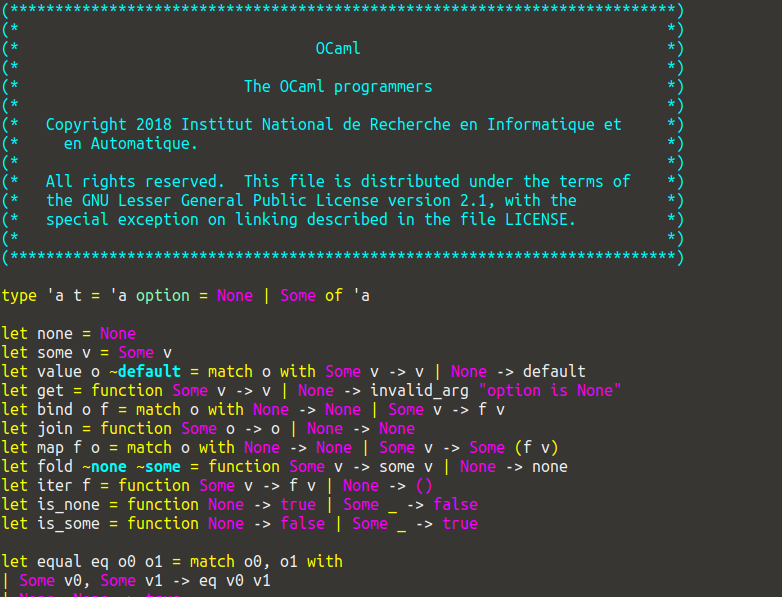 (**************************************************************************)
(*                                                                        *)
(*                                 OCaml                                  *)
(*                                                                        *)
(*                         The OCaml programmers                          *)
(*                                                                        *)
(*   Copyright 2018 Institut National de Recherche en Informatique et     *)
(*     en Automatique.                                                    *)
(*                                                                        *)
(*   All rights reserved.  This file is distributed under the terms of    *)
(*   the GNU Lesser General Public License version 2.1, with the          *)
(*   special exception on linking described in the file LICENSE.          *)
(*                                                                        *)
(**************************************************************************)
type 'a t = 'a option = None | Some of 'a
let none = None
let some v = Some v
let value o ~default = match o with Some v -> v | None -> default
let get = function Some v -> v | None -> invalid_arg "option is None"
let bind o f = match o with None -> None | Some v -> f v
let join = function Some o -> o | None -> None
let map f o = match o with None -> None | Some v -> Some (f v)
let fold ~none ~some = function Some v -> some v | None -> none
let iter f = function Some v -> f v | None -> ()
let is_none = function None -> true | Some _ -> false
let is_some = function None -> false | Some _ -> true
let equal eq o0 o1 = match o0, o1 with
| Some v0, Some v1 -> eq v0 v1
| None, None -> true